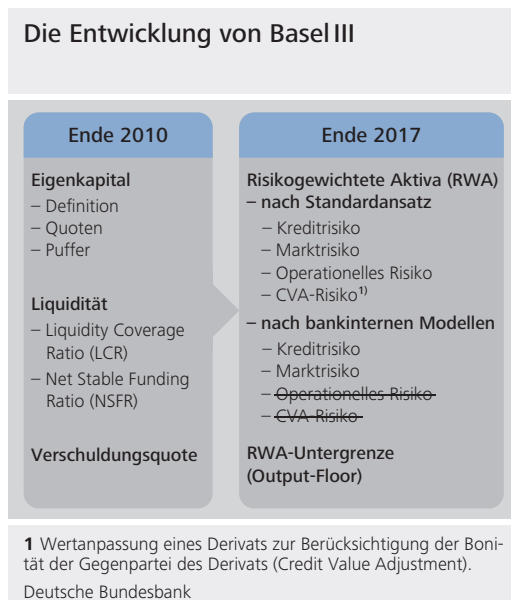 Die Entwicklung von Basel III
Ende 2010
Eigenkapital
– Definition
– Quoten
– Puffer
Liquidität
– Liquidity Coverage
Ratio (LCR)
– Net Stable Funding
Ratio (NSFR)
Verschuldungsquote
Ende 2017
Risikogewichtete Aktiva (RWA)
– nach Standardansatz
– Kreditrisiko
– Marktrisiko
– Operationelles Risiko
– CVA-Risiko¹⁾
– nach bankinternen Modellen
– Kreditrisiko
– Marktrisiko
– Operationelles Risiko
– CVA-Risiko
RWA-Untergrenze
(Output-Floor)
1 Wertanpassung eines Derivats zur Berücksichtigung der Boni-
tät der Gegenpartei des Derivats (Credit Value Adjustment).
Deutsche Bundesbank